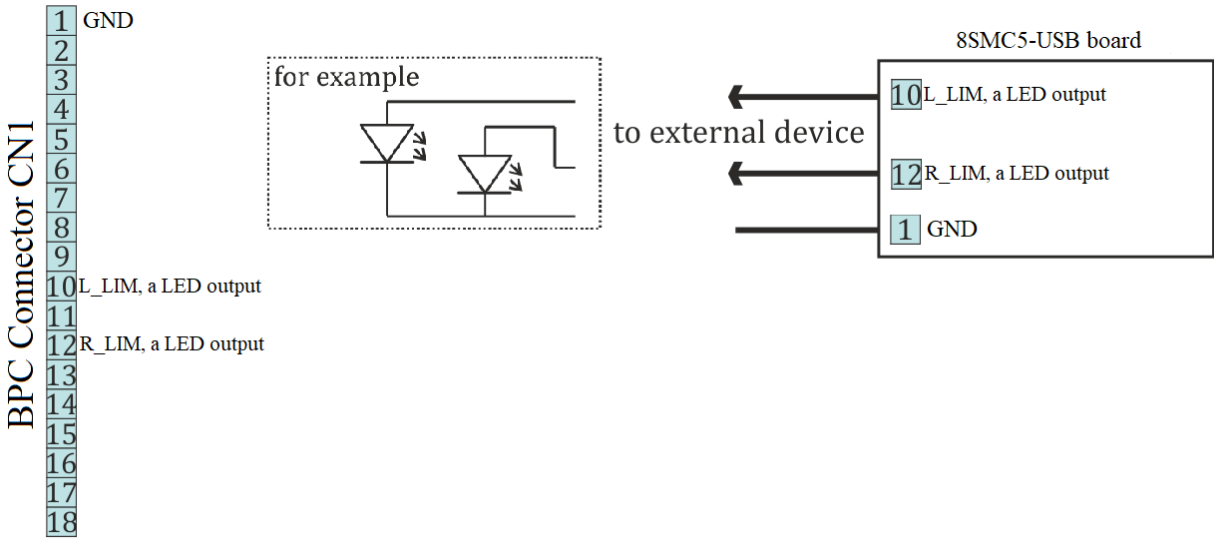 BPC Connector CN1
1 GND
2
3
4
5
6
7
8
9
10 L_LIM, a LED output
11
12 R_LIM, a LED output
13
14
15
16
17
18
for example
to external device
8SMC5-USB board
10 L_LIM, a LED output
12 R_LIM, a LED output
1 GND